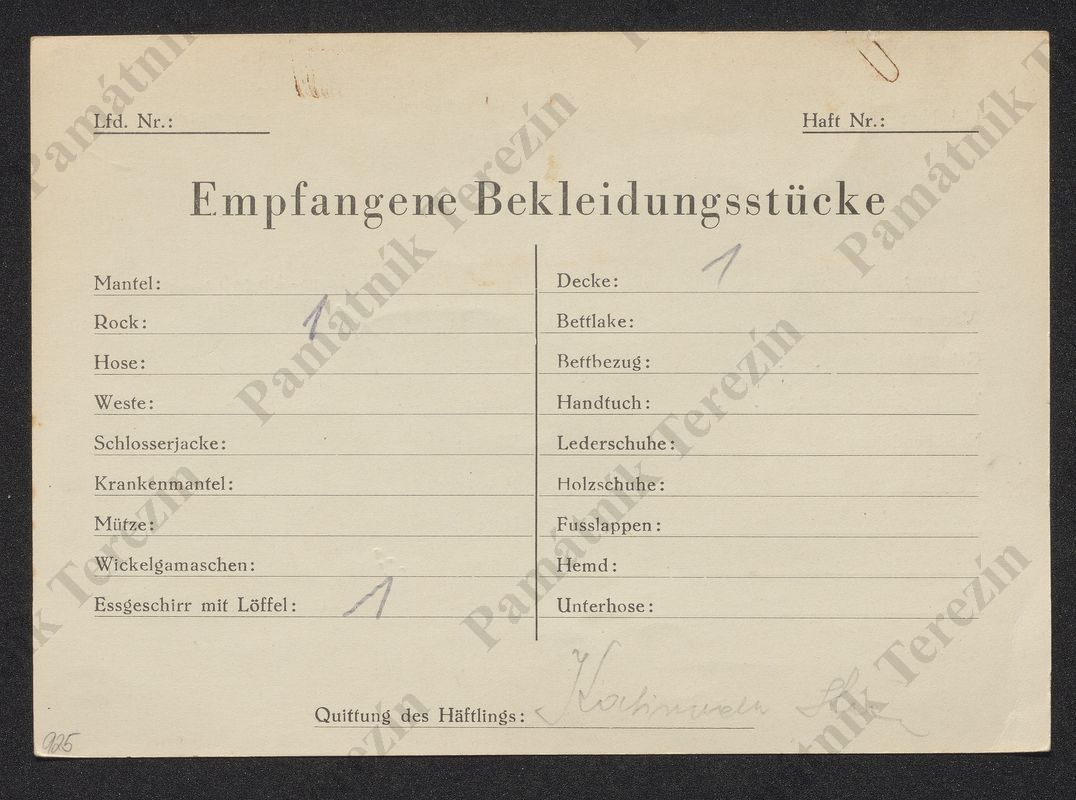 Lfd. Nr.:
Haft Nr.:
Empfangene Bekleidungsstücke
Mantel:
Rock: 1
Hose:
Weste:
Schlosserjacke:
Krankenmantel:
Mütze:
Wickelgamaschen:
Essgeschirr mit Löffel: 1
Decke: 1
Bettlake:
Bettbezug:
Handtuch:
Lederschuhe:
Holzschuhe:
Fusslappen:
Hemd:
Unterhose:
Quittung des Häftlings:
925
Památník Terezín